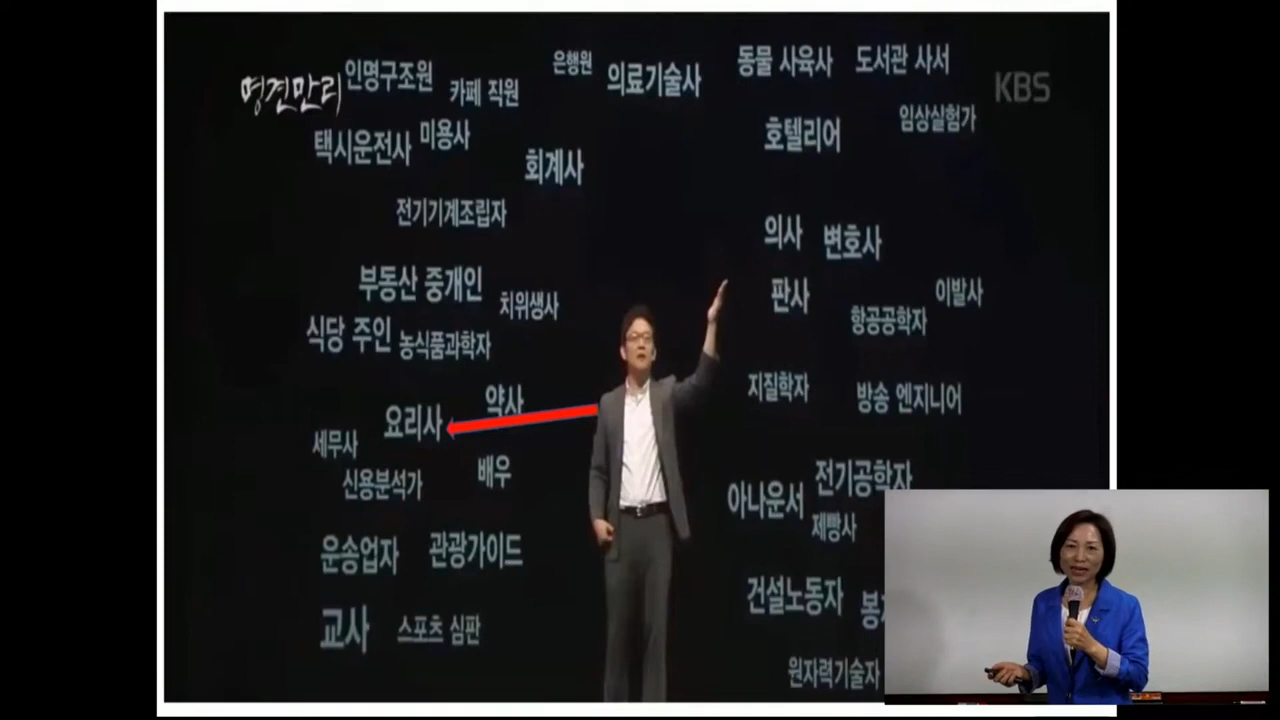 명견만리
인명구조원
카페 직원
은행원
의료기술사
동물 사육사
도서관 사서
KBS
택시운전사
미용사
회계사
호텔리어
임상실험가
전기기계조립자
의사
변호사
부동산 중개인
치위생사
판사
이발사
항공공학자
식당 주인
농식품과학자
약사
지질학자
방송 엔지니어
요리사
세무사
신용분석가
배우
아나운서
전기공학자
제빵사
운송업자
관광가이드
건설노동자
교사
스포츠 심판
원자력기술자